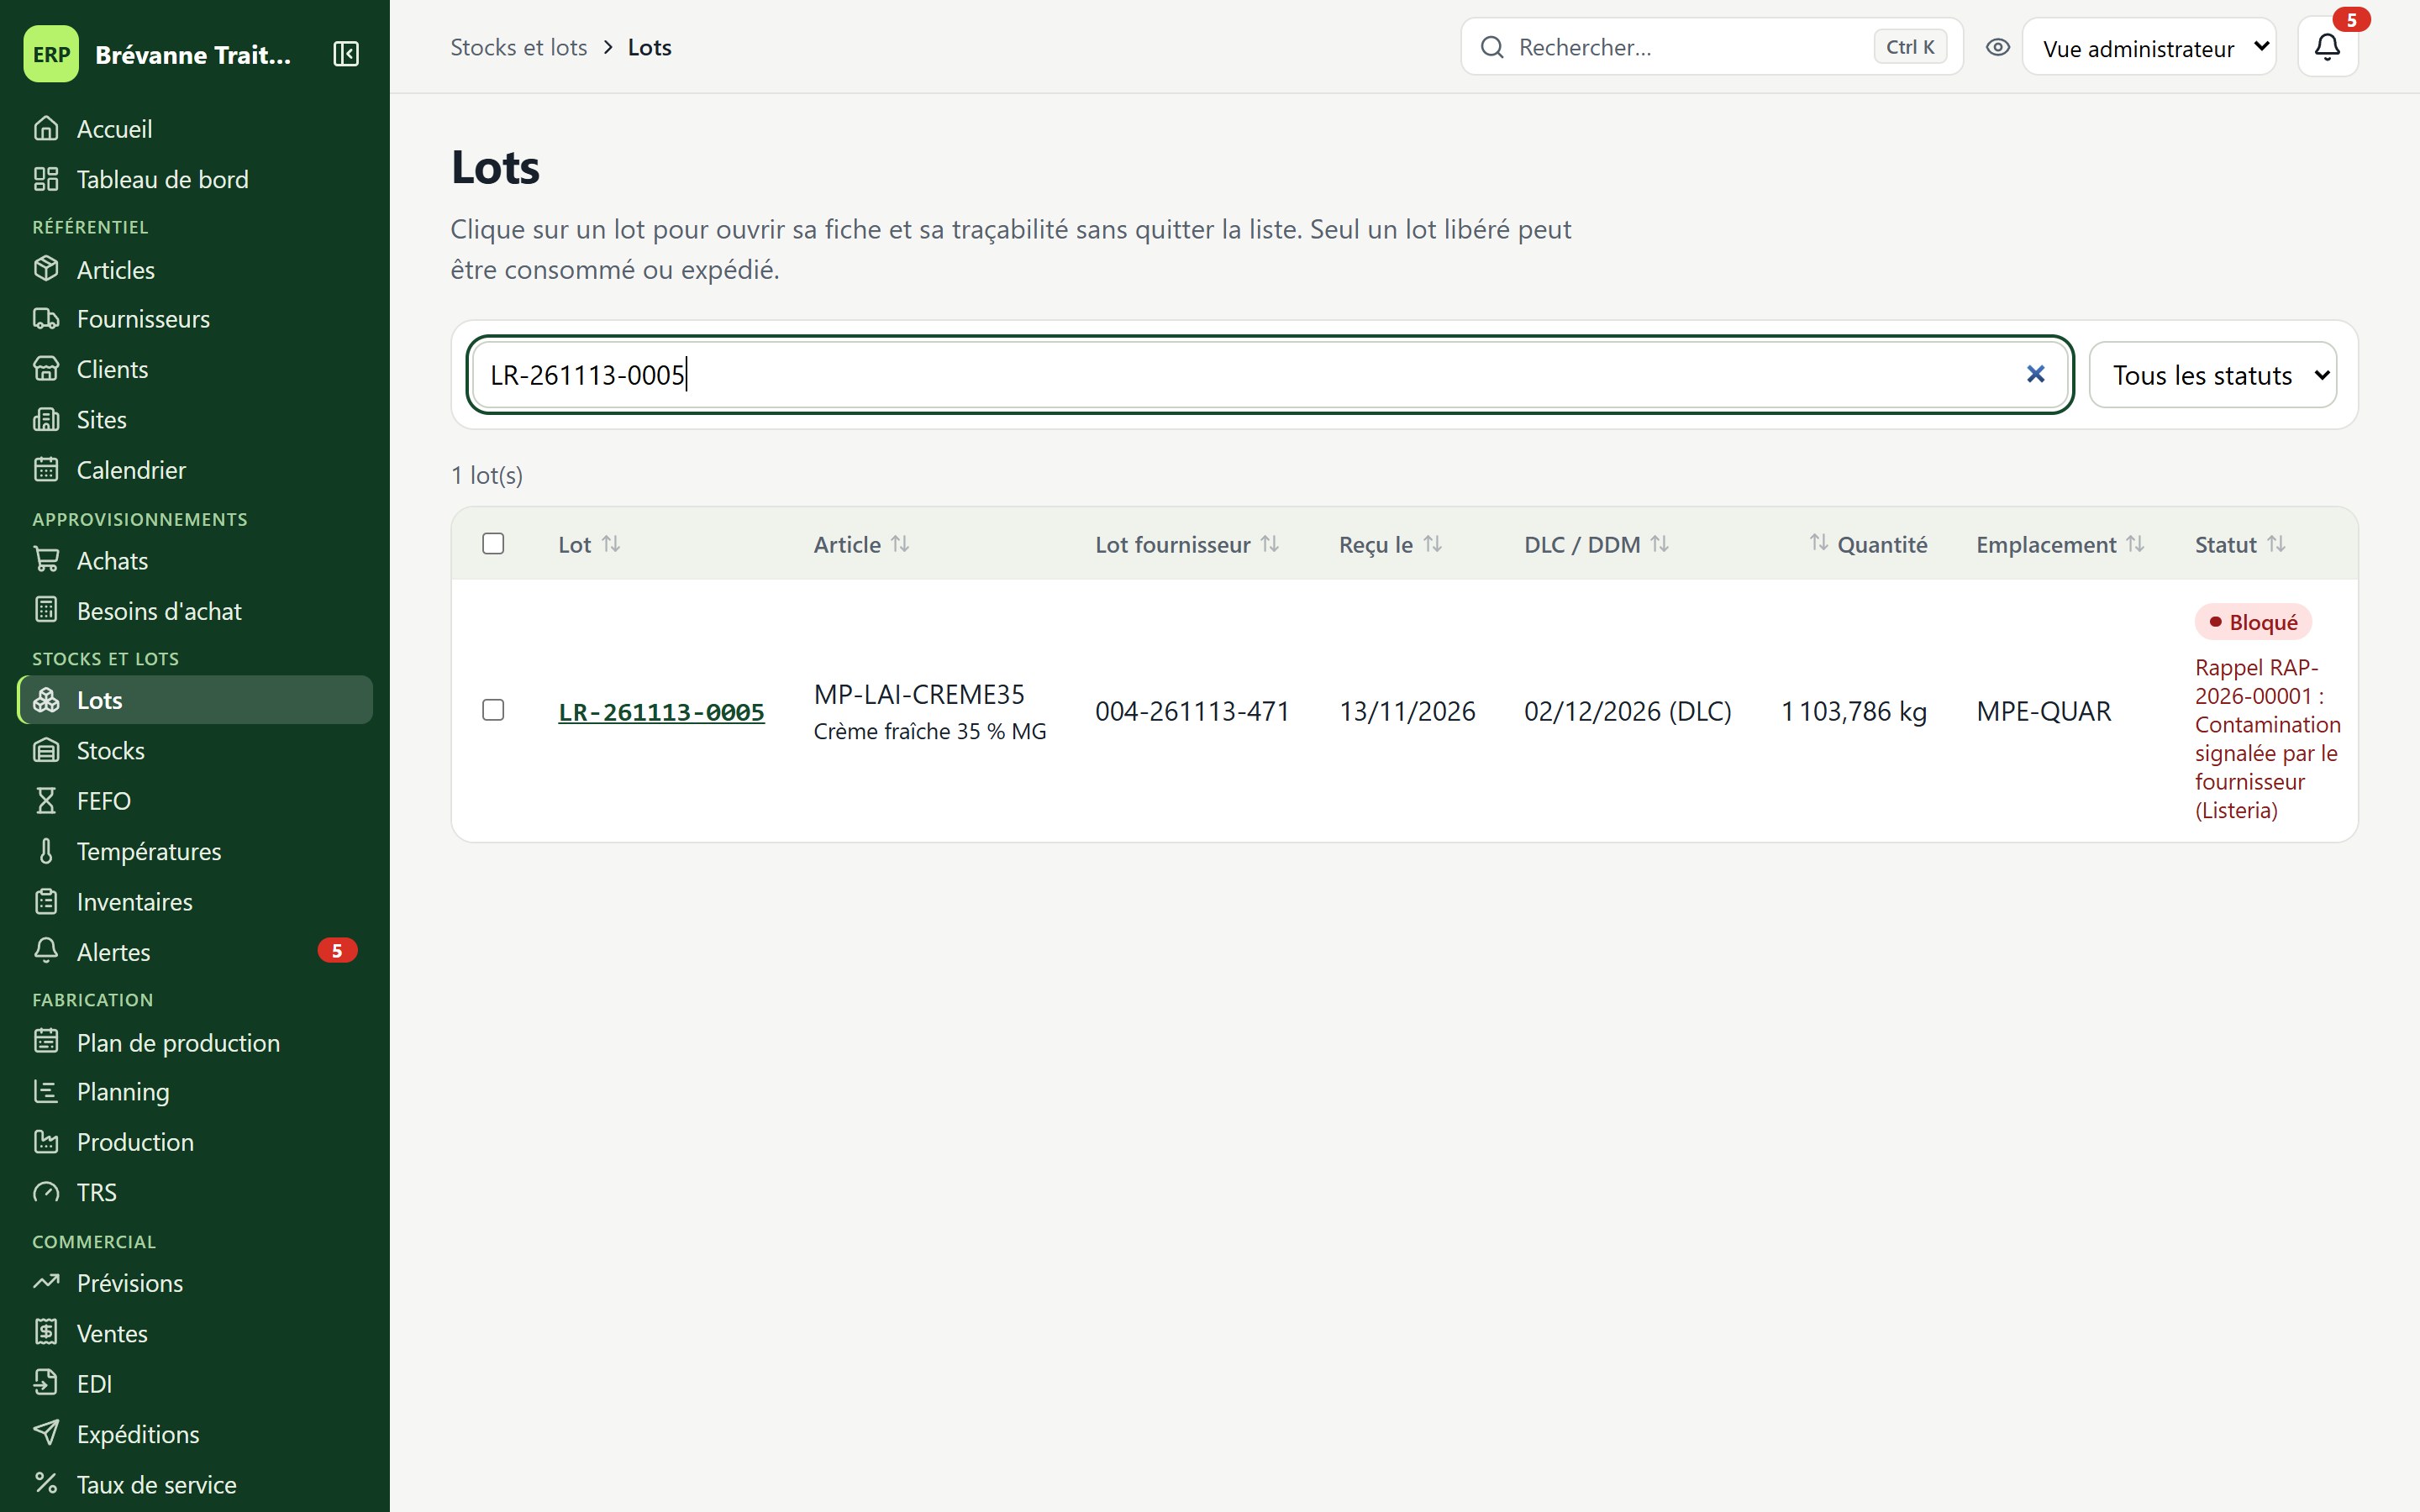 ERP Brévanne Trait...
Accueil
Tableau de bord
RÉFÉRENTIEL
Articles
Fournisseurs
Clients
Sites
Calendrier
APPROVISIONNEMENTS
Achats
Besoins d'achat
STOCKS ET LOTS
Lots
Stocks
FEFO
Températures
Inventaires
Alertes 5
FABRICATION
Plan de production
Planning
Production
TRS
COMMERCIAL
Prévisions
Ventes
EDI
Expéditions
Taux de service
Stocks et lots > Lots
Rechercher... Ctrl K
Vue administrateur
5
Lots
Clique sur un lot pour ouvrir sa fiche et sa traçabilité sans quitter la liste. Seul un lot libéré peut
être consommé ou expédié.
LR-261113-0005
Tous les statuts
1 lot(s)
Lot Article Lot fournisseur Reçu le DLC / DDM Quantité Emplacement Statut
LR-261113-0005
MP-LAI-CREME35
Crème fraîche 35 % MG
004-261113-471
13/11/2026
02/12/2026 (DLC)
1 103,786 kg
MPE-QUAR
Bloqué
Rappel RAP-
2026-00001 :
Contamination
signalée par le
fournisseur
(Listeria)